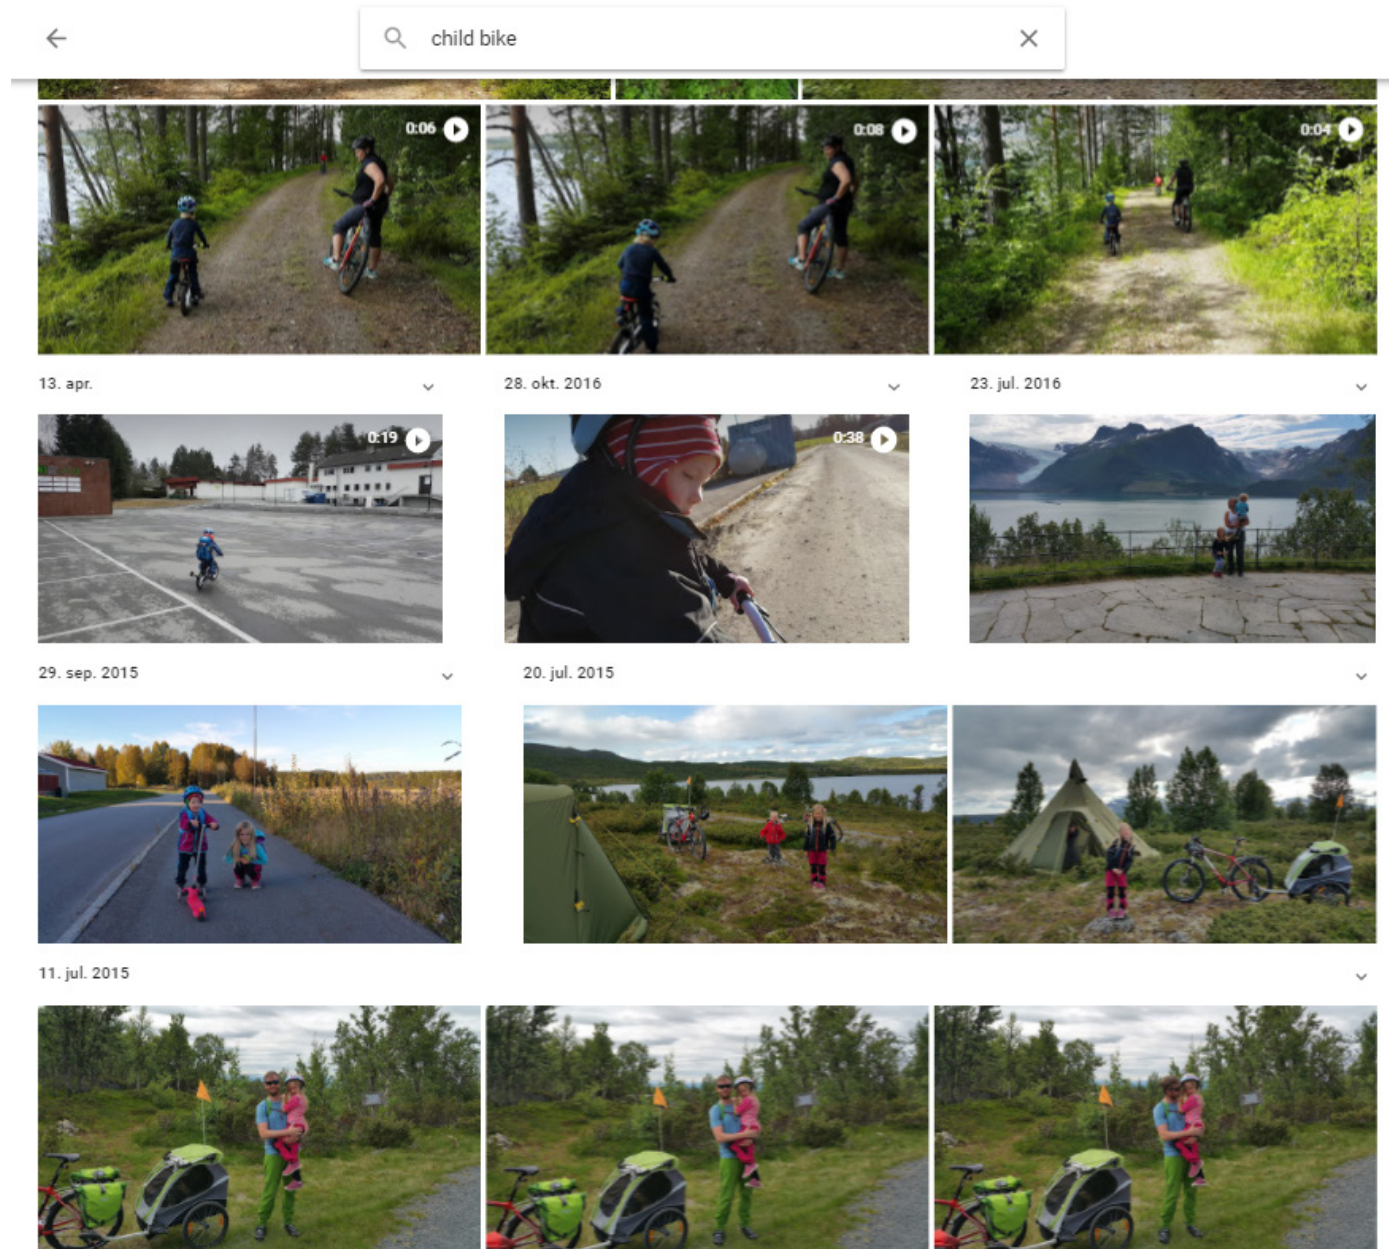 child bike
0:06
0:08
0:04
13. apr.
28. okt. 2016
23. jul. 2016
0:19
0:38
29. sep. 2015
20. jul. 2015
11. jul. 2015